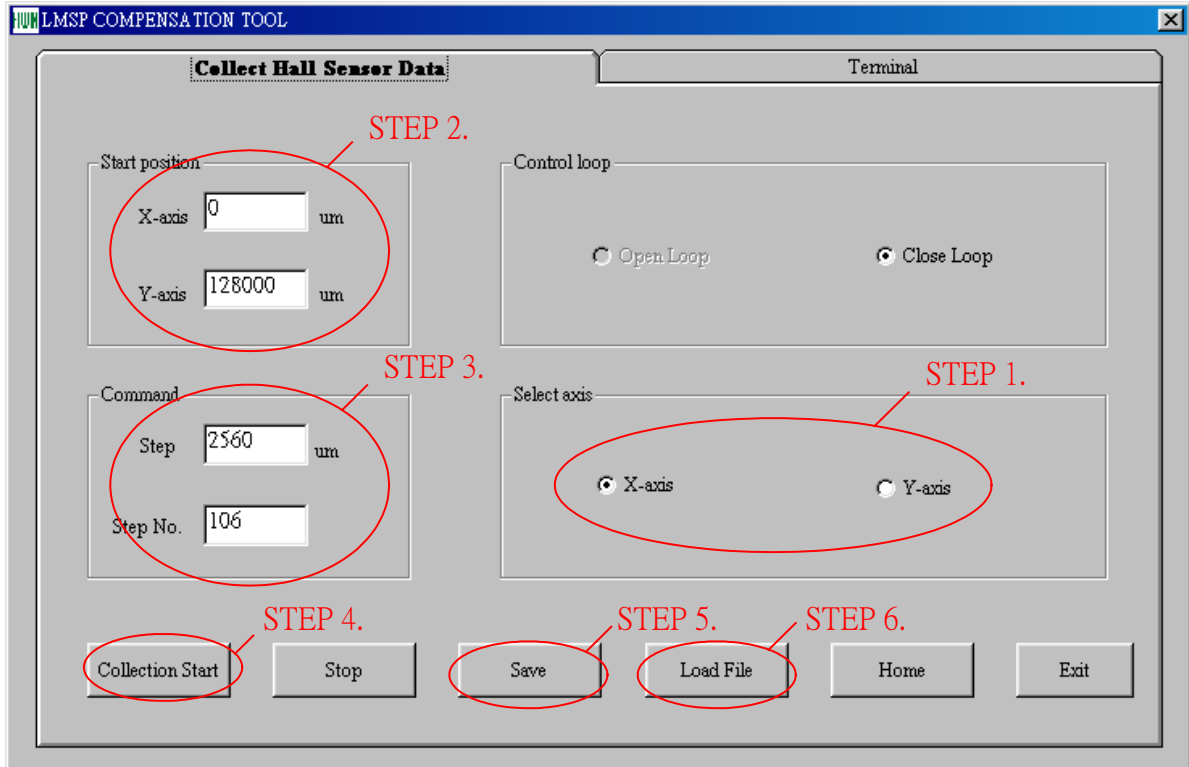 HIWIN LMSP COMPENSATION TOOL
Collect Hall Sensor Data
Terminal
STEP 2.
Start position
X-axis 0 um
Y-axis 128000 um
Control loop
Open Loop
Close Loop
STEP 3.
Command
Step 2560 um
Step No. 106
STEP 1.
Select axis
X-axis
Y-axis
STEP 4.
STEP 5.
STEP 6.
Collection Start
Stop
Save
Load File
Home
Exit